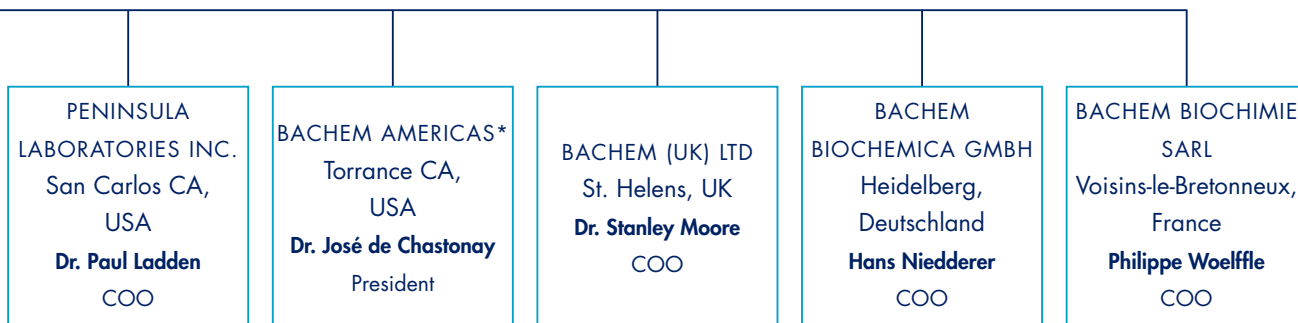 PENINSULA
LABORATORIES INC.
San Carlos CA,
USA
Dr. Paul Ladden
COO
BACHEM AMERICAS*
Torrance CA,
USA
Dr. José de Chastonay
President
BACHEM (UK) LTD
St. Helens, UK
Dr. Stanley Moore
COO
BACHEM
BIOCHEMICA GMBH
Heidelberg,
Deutschland
Hans Niedderer
COO
BACHEM BIOCHIMIE
SARL
Voisins-le-Bretonneux,
France
Philippe Woelffle
COO